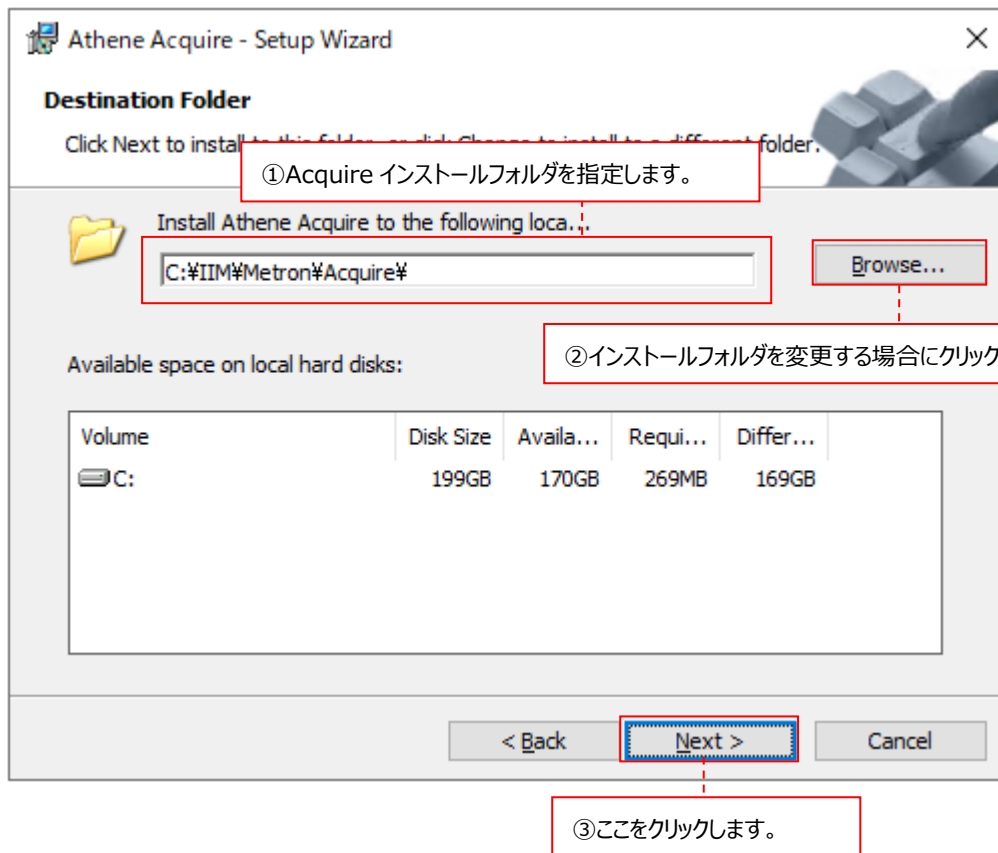 Athene Acquire - Setup Wizard
Destination Folder
Click Next to install to this folder, or click Change to install to a different folder.
①Acquire インストールフォルダを指定します。
Install Athene Acquire to the following loca...
C:¥IIM¥Metron¥Acquire¥
Browse...
②インストールフォルダを変更する場合にクリック
Available space on local hard disks:
Volume Disk Size Availa... Requi... Differ...
C: 199GB 170GB 269MB 169GB
< Back Next > Cancel
③ここをクリックします。